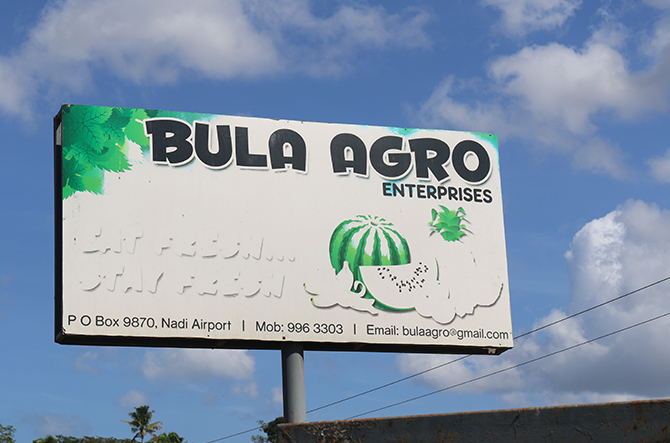 BULA AGRO
ENTERPRISES
EAT FRESH...
STAY FRESH
P O Box 9870, Nadi Airport | Mob: 996 3303 | Email: bulaagro@gmail.com